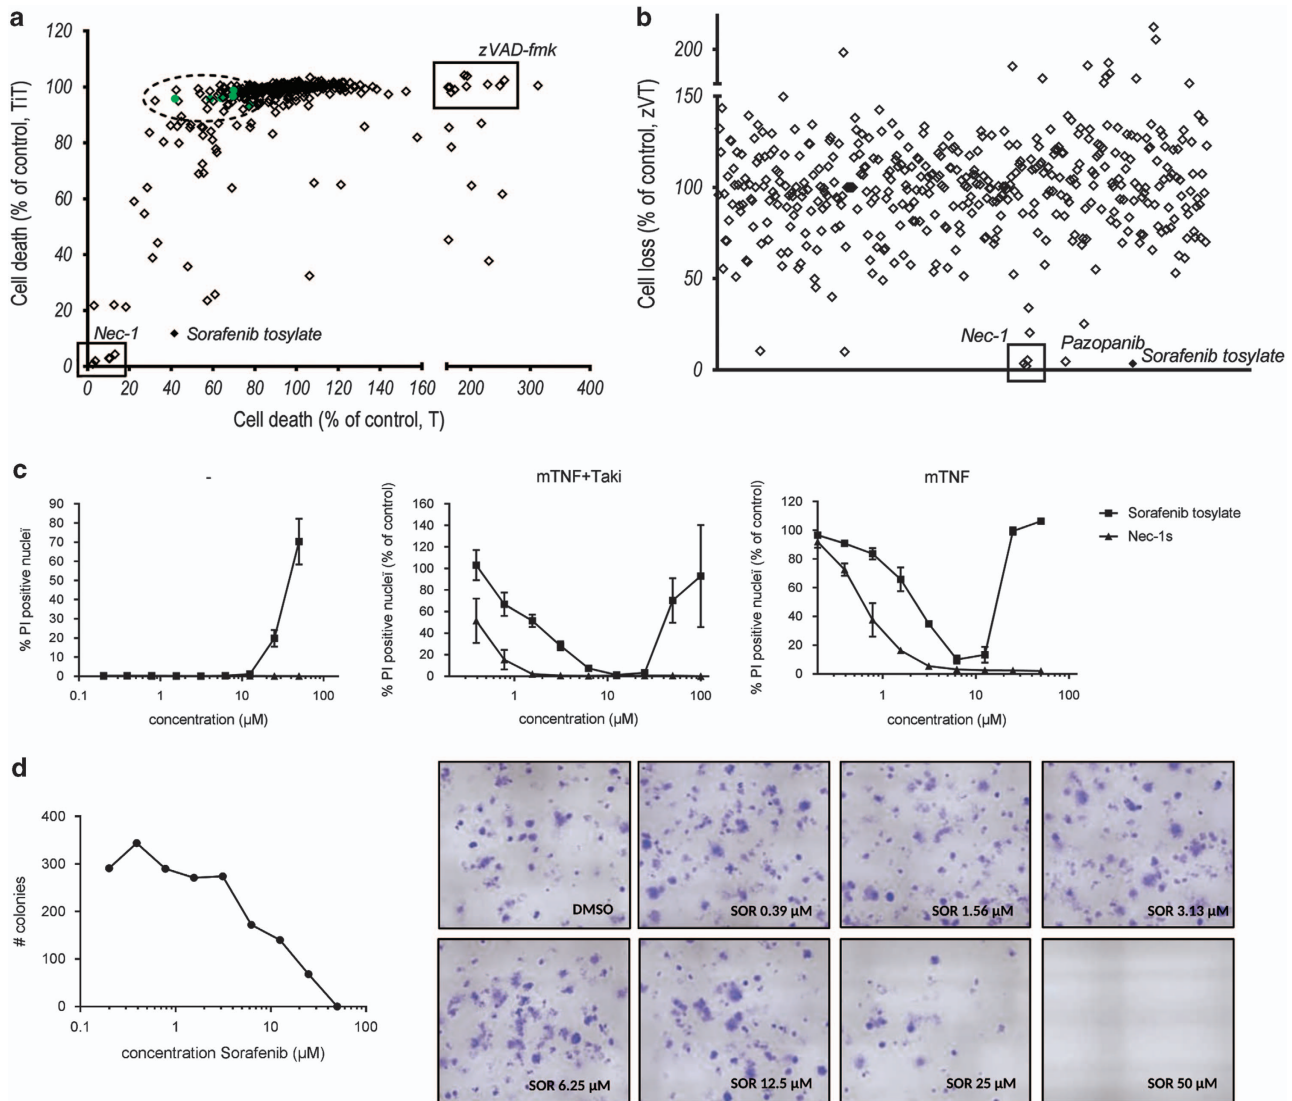 a
120
100
80
60
40
20
0
Cell death (% of control, TiT)
zVAD-fmk
Nec-1
Sorafenib tosylate
0 20 40 60 80 100 120 140 160 200 300 400
Cell death (% of control, T)
b
200
150
100
50
0
Cell loss (% of control, zVT)
Nec-1
Pazopanib
Sorafenib tosylate
c
-
90
80
70
60
50
40
30
20
10
0
% PI positive nucleï
0.1 1 10 100
concentration (µM)
mTNF+Taki
160
140
120
100
80
60
40
20
0
% PI positive nucleï (% of control)
1 10 100
concentration (µM)
mTNF
120
100
80
60
40
20
0
% PI positive nucleï (% of control)
1 10 100
concentration (µM)
Sorafenib tosylate
Nec-1s
d
400
300
200
100
0
# colonies
0.1 1 10 100
concentration Sorafenib (µM)
DMSO
SOR 0.39 µM
SOR 1.56 µM
SOR 3.13 µM
SOR 6.25 µM
SOR 12.5 µM
SOR 25 µM
SOR 50 µM